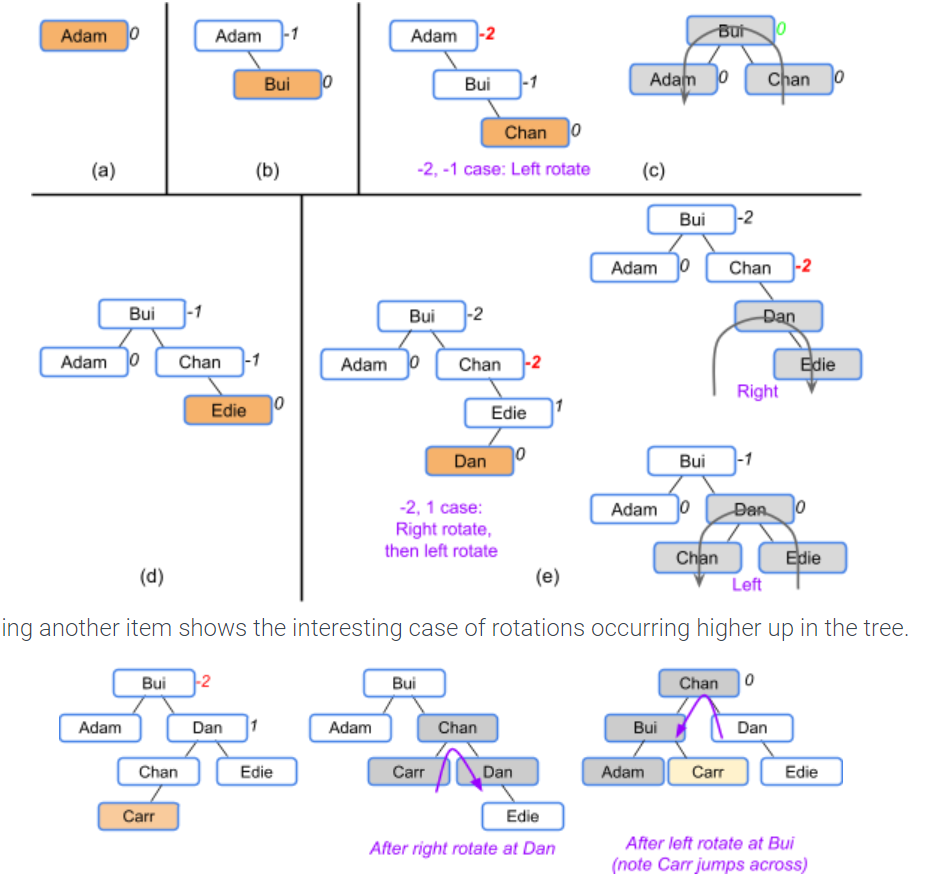 Adam 0
(a)
Adam -1
Bui 0
(b)
Adam -2
Bui -1
Chan 0
-2, -1 case: Left rotate
Bui 0
Adam 0 Chan 0
(c)
Bui -1
Adam 0 Chan -1
Edie 0
(d)
Bui -2
Adam 0 Chan -2
Edie 1
Dan 0
-2, 1 case:
Right rotate,
then left rotate
Bui -2
Adam 0 Chan -2
Dan
Edie
Right
Bui -1
Adam 0 Dan 0
Chan Edie
Left
(e)
ing another item shows the interesting case of rotations occurring higher up in the tree.
Bui -2
Adam Dan 1
Chan Edie
Carr
Bui
Adam Chan
Carr Dan
Edie
After right rotate at Dan
Chan 0
Bui Dan
Adam Carr Edie
After left rotate at Bui
(note Carr jumps across)